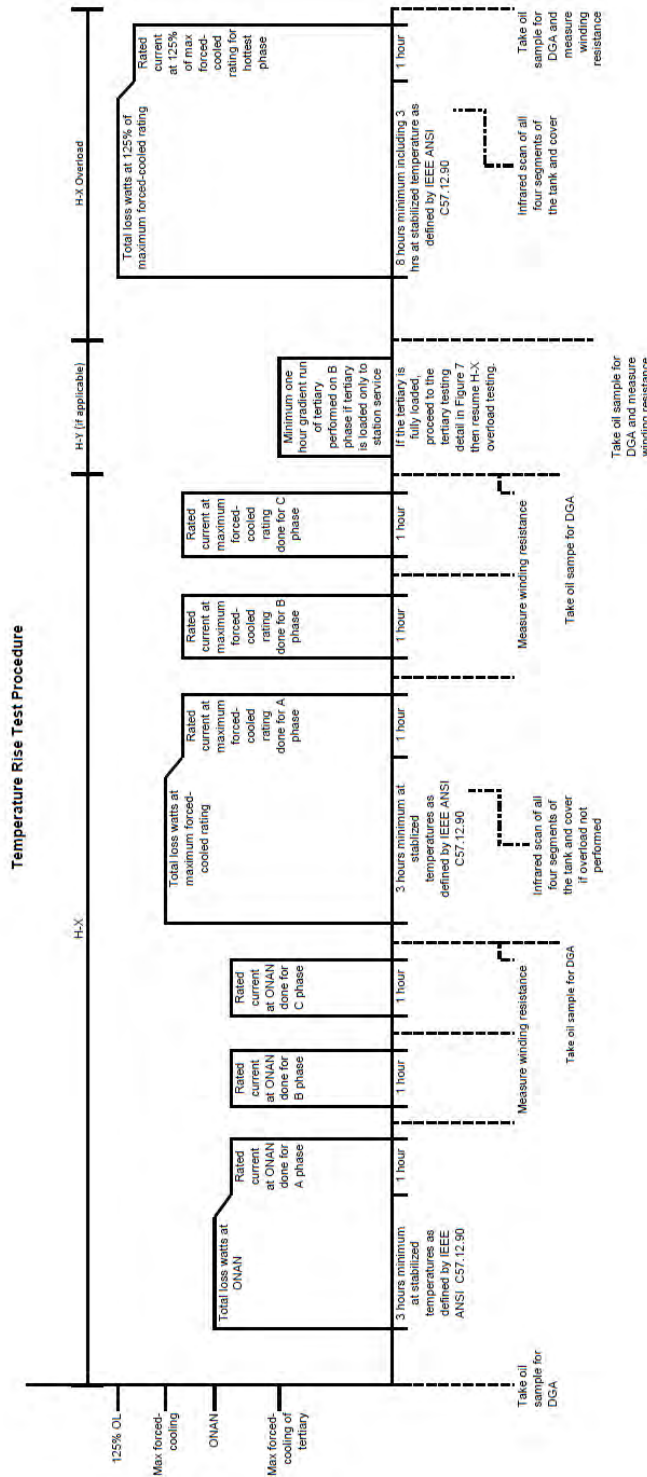 Temperature Rise Test Procedure
H-X
H-Y (if applicable)
H-X Overload
125% OL
Max forced-
cooling
ONAN
Max forced-
cooling of
tertiary
Total loss watts at
ONAN
Rated
current
at ONAN
done for
A phase
Rated
current
at ONAN
done for
B phase
Rated
current
at ONAN
done for
C phase
Total loss watts at
maximum forced-
cooled rating
Rated
current at
maximum
forced-
cooled
rating
done for A
phase
Rated
current at
maximum
forced-
cooled
rating
done for B
phase
Rated
current at
maximum
forced-
cooled
rating
done for C
phase
Minimum one
hour gradient run
of tertiary
performed on B
phase if tertiary
is loaded only to
station service
Total loss watts at 125% of
maximum forced-cooled rating
Rated
current
at 125%
of max
forced-
cooled
rating for
hottest
phase
3 hours minimum
at stabilized
temperatures as
defined by IEEE
ANSI C57.12.90
1 hour
1 hour
1 hour
3 hours minimum at
stablized
temperatures as
defined by IEEE ANSI
C57.12.90
1 hour
1 hour
1 hour
If the tertiary is
fully loaded,
proceed to the
tertiary testing
detail in Figure 7
then resume H-X
overload testing.
8 hours minimum including 3
hrs at stabilized temperature as
defined by IEEE ANSI
C57.12.90
1 hour
Take oil
sample for
DGA
Measure winding resistance
Take oil sample for DGA
Infrared scan of all
four segments of
the tank and cover
if overload not
performed
Measure winding resistance
Take oil sampe for DGA
Take oil sample for
DGA and measure
winding resistance
Infrared scan of all
four segments of
the tank and cover
Take oil
sample for
DGA and
measure
winding
resistance